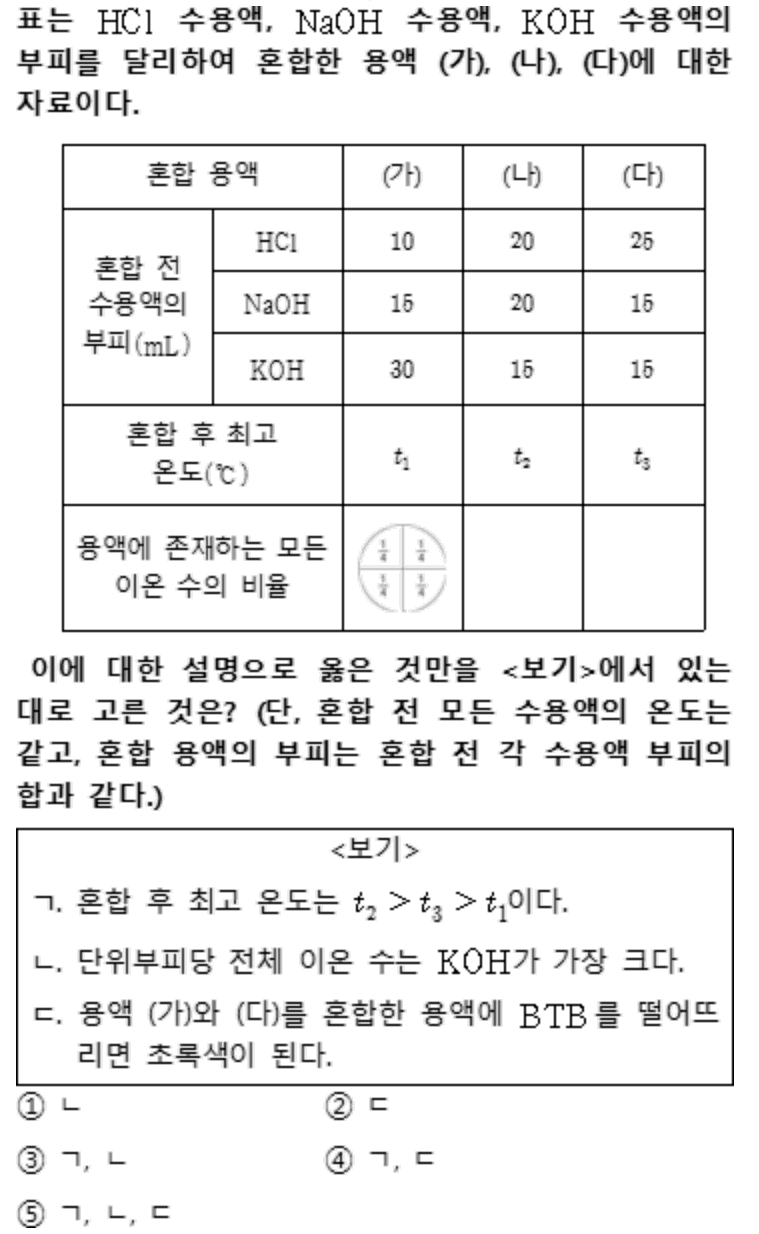 표는 HCl 수용액, NaOH 수용액, KOH 수용액의
부피를 달리하여 혼합한 용액 (가), (나), (다)에 대한
자료이다.
혼합 용액 (가) (나) (다)
혼합 전 수용액의 부피(mL) HCl 10 20 25
NaOH 15 20 15
KOH 30 15 15
혼합 후 최고 온도(℃) t₁ t₂ t₃
용액에 존재하는 모든 이온 수의 비율 1/4 1/4 1/4 1/4
이에 대한 설명으로 옳은 것만을 <보기>에서 있는
대로 고른 것은? (단, 혼합 전 모든 수용액의 온도는
같고, 혼합 용액의 부피는 혼합 전 각 수용액 부피의
합과 같다.)
<보기>
ㄱ. 혼합 후 최고 온도는 t₂ > t₃ > t₁이다.
ㄴ. 단위부피당 전체 이온 수는 KOH가 가장 크다.
ㄷ. 용액 (가)와 (다)를 혼합한 용액에 BTB를 떨어뜨
리면 초록색이 된다.
① ㄴ ② ㄷ
③ ㄱ, ㄴ ④ ㄱ, ㄷ
⑤ ㄱ, ㄴ, ㄷ